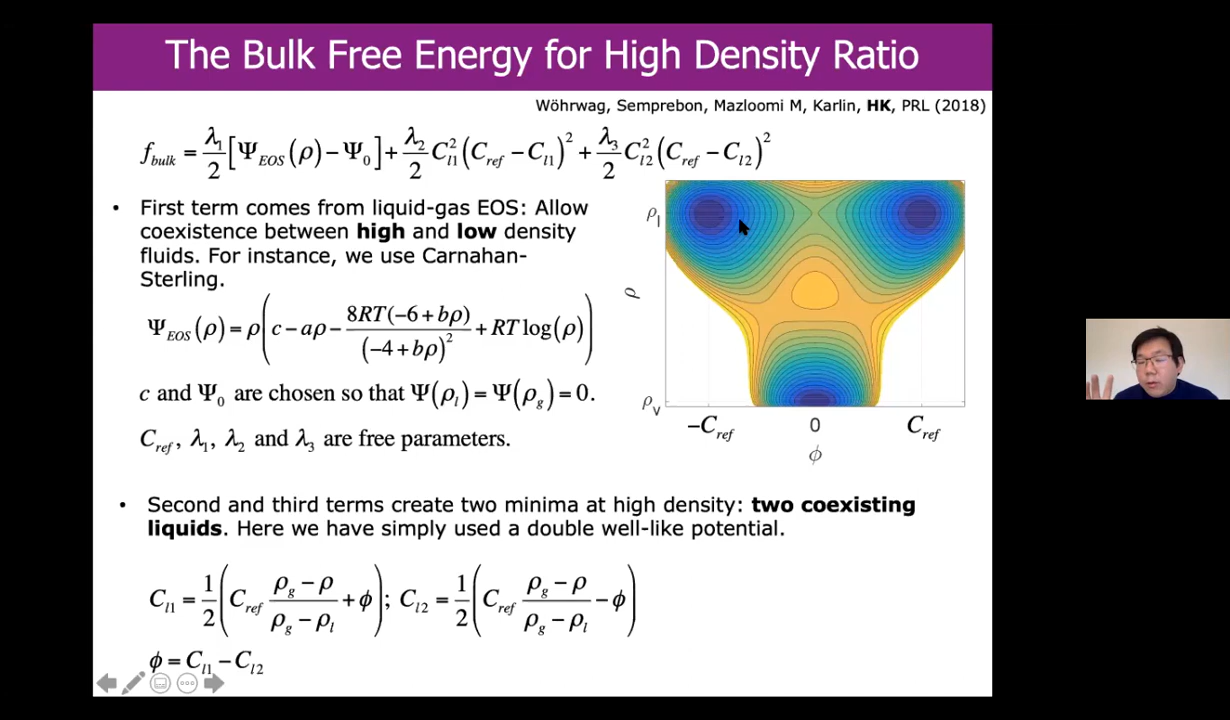 The Bulk Free Energy for High Density Ratio
Wöhrwag, Semprebon, Mazloomi M, Karlin, HK, PRL (2018)
f_bulk = λ₁/2 [Ψ_EOS(ρ) − Ψ₀] + λ₂/2 C_l1² (C_ref − C_l1)² + λ₃/2 C_l2² (C_ref − C_l2)²
• First term comes from liquid-gas EOS: Allow
coexistence between high and low density
fluids. For instance, we use Carnahan-
Sterling.
Ψ_EOS(ρ) = ρ(c − aρ − 8RT(−6 + bρ)/(−4 + bρ)² + RT log(ρ))
c and Ψ₀ are chosen so that Ψ(ρ_l) = Ψ(ρ_g) = 0.
C_ref, λ₁, λ₂ and λ₃ are free parameters.
ρ_l
ρ
ρ_v
−C_ref 0 C_ref
ϕ
• Second and third terms create two minima at high density: two coexisting
liquids. Here we have simply used a double well-like potential.
C_l1 = 1/2 (C_ref (ρ_g − ρ)/(ρ_g − ρ_l) + ϕ); C_l2 = 1/2 (C_ref (ρ_g − ρ)/(ρ_g − ρ_l) − ϕ)
ϕ = C_l1 − C_l2